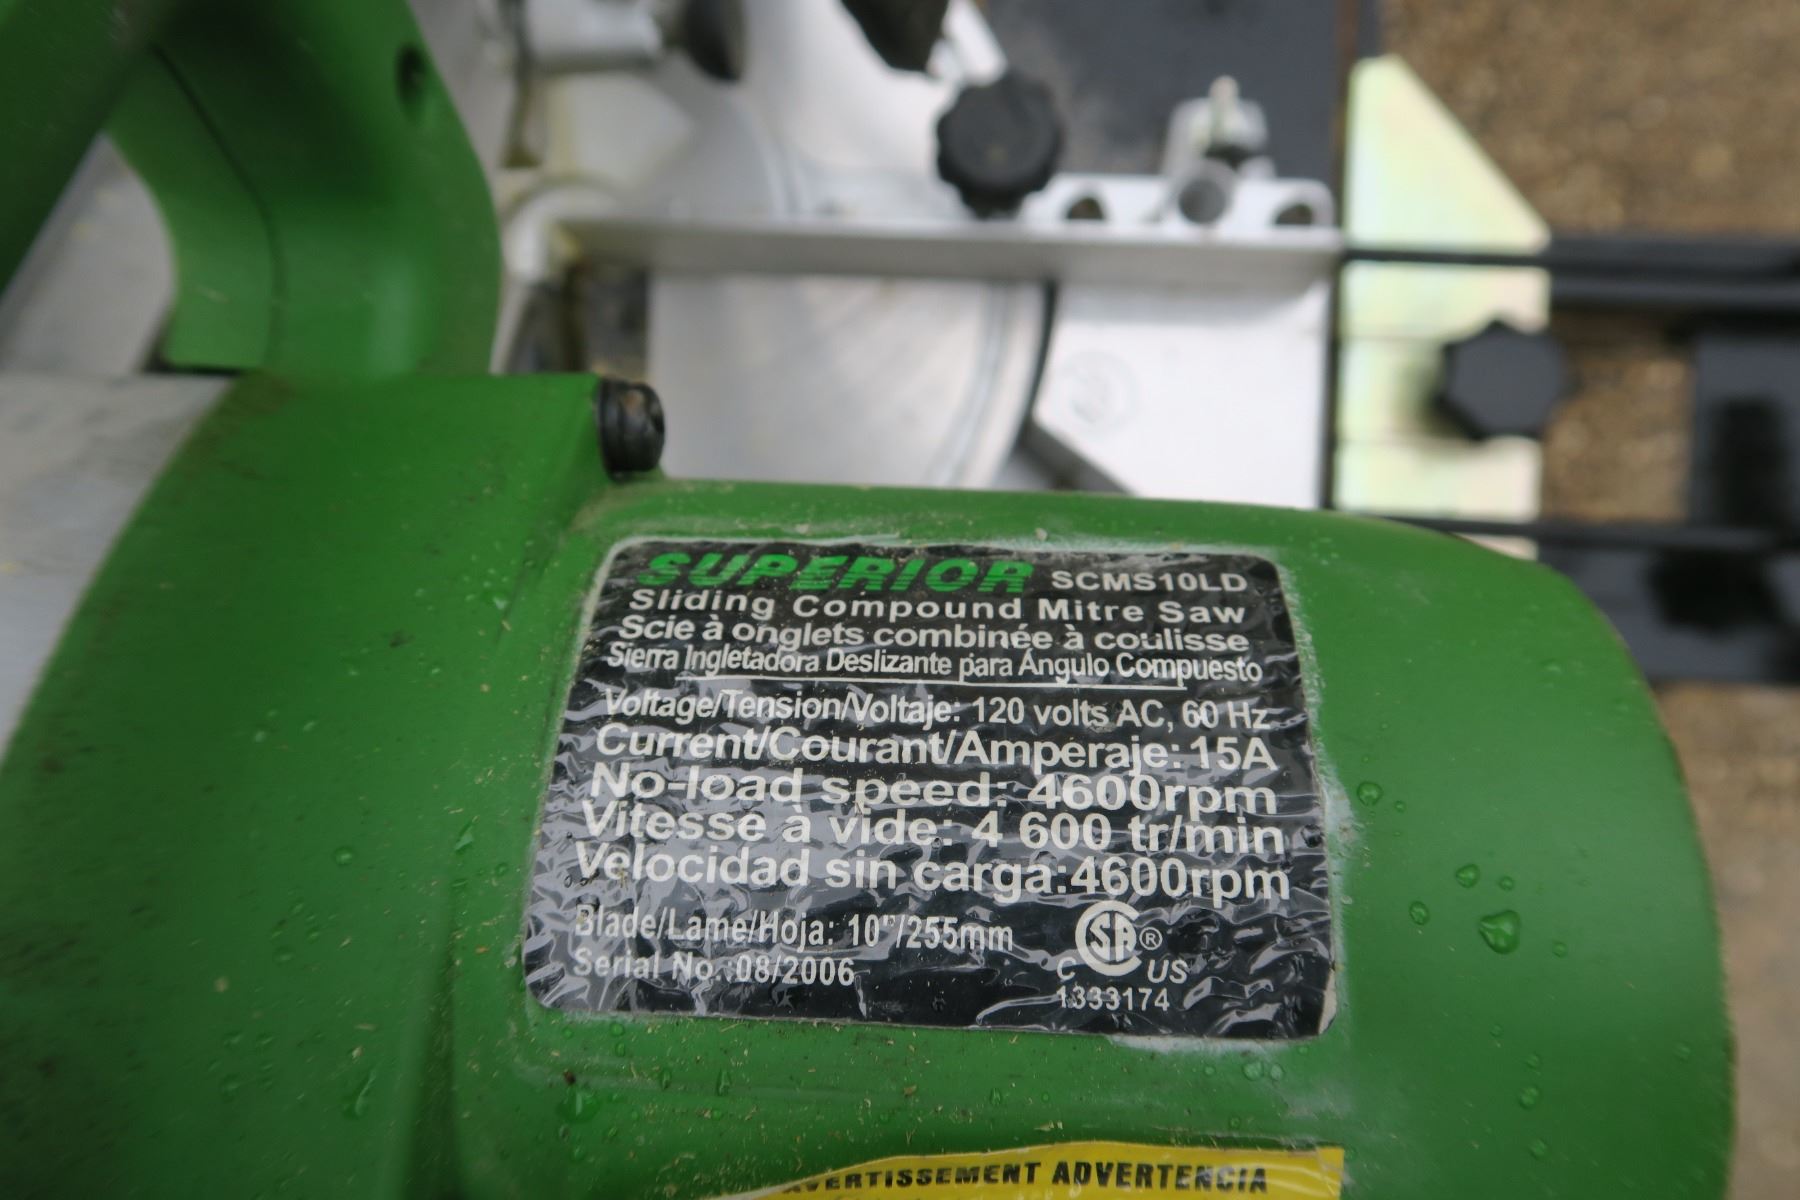 SUPERIOR SCMS10LD
Sliding Compound Mitre Saw
Scie à onglets combinée à coulisse
Sierra Ingletadora Deslizante para Ángulo Compuesto
Voltage/Tension/Voltaje: 120 volts AC, 60 Hz
Current/Courant/Amperaje: 15A
No-load speed: 4600rpm
Vitesse à vide: 4 600 tr/min
Velocidad sin carga:4600rpm
Blade/Lame/Hoja: 10"/255mm
Serial No.:08/2006
CSA®
C US
1333174
AVERTISSEMENT ADVERTENCIA